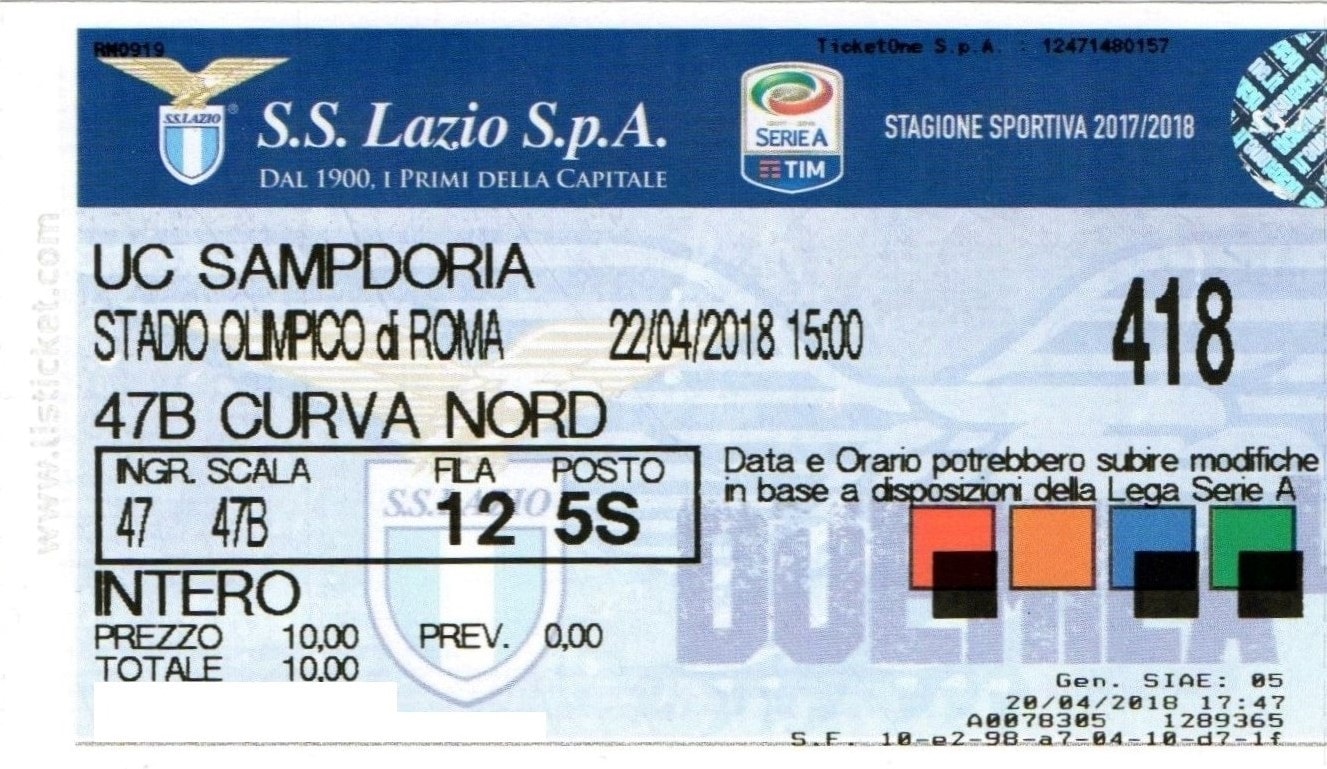 RN0919
TicketOne S.p.A. : 12471480157
S.S.LAZIO
S.S. Lazio S.p.A.
DAL 1900, I PRIMI DELLA CAPITALE
SERIE A
TIM
STAGIONE SPORTIVA 2017/2018
www.listicket.com
UC SAMPDORIA
STADIO OLIMPICO di ROMA 22/04/2018 15:00
418
47B CURVA NORD
INGR. SCALA FILA POSTO
47 47B 12 5S
S.S.LAZIO
Data e Orario potrebbero subire modifiche
in base a disposizioni della Lega Serie A
INTERO
PREZZO 10,00 PREV. 0,00
TOTALE 10,00
Gen. SIAE: 05
20/04/2018 17:47
A0078305 1289365
S.F. 10-e2-98-a7-04-10-d7-1f